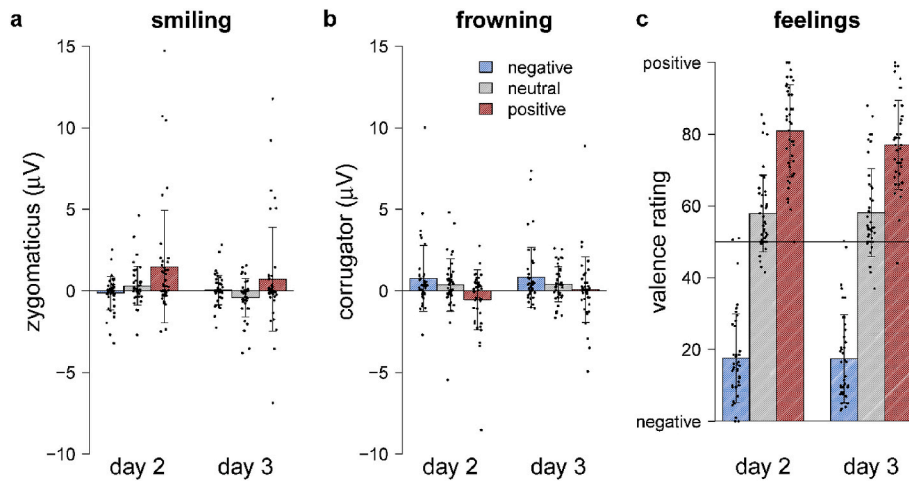 a smiling
b frowning
c feelings
zygomaticus (μV)
15
10
5
0
−5
−10
day 2 day 3
corrugator (μV)
15
10
5
0
−5
−10
negative
neutral
positive
day 2 day 3
valence rating
positive
80
60
40
20
negative
day 2 day 3